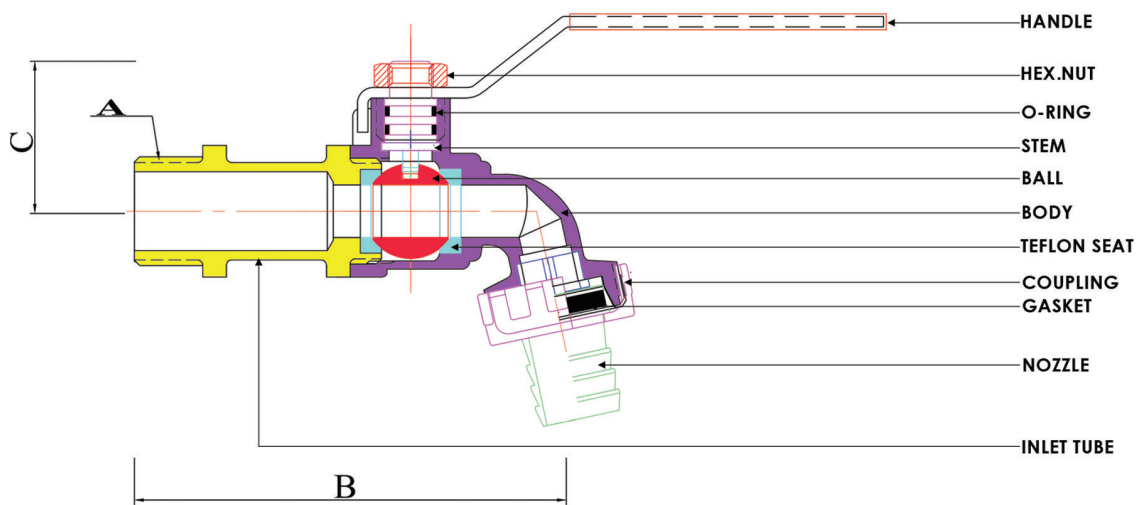 HANDLE
HEX.NUT
O-RING
STEM
BALL
BODY
TEFLON SEAT
COUPLING
GASKET
NOZZLE
INLET TUBE
A
C
B